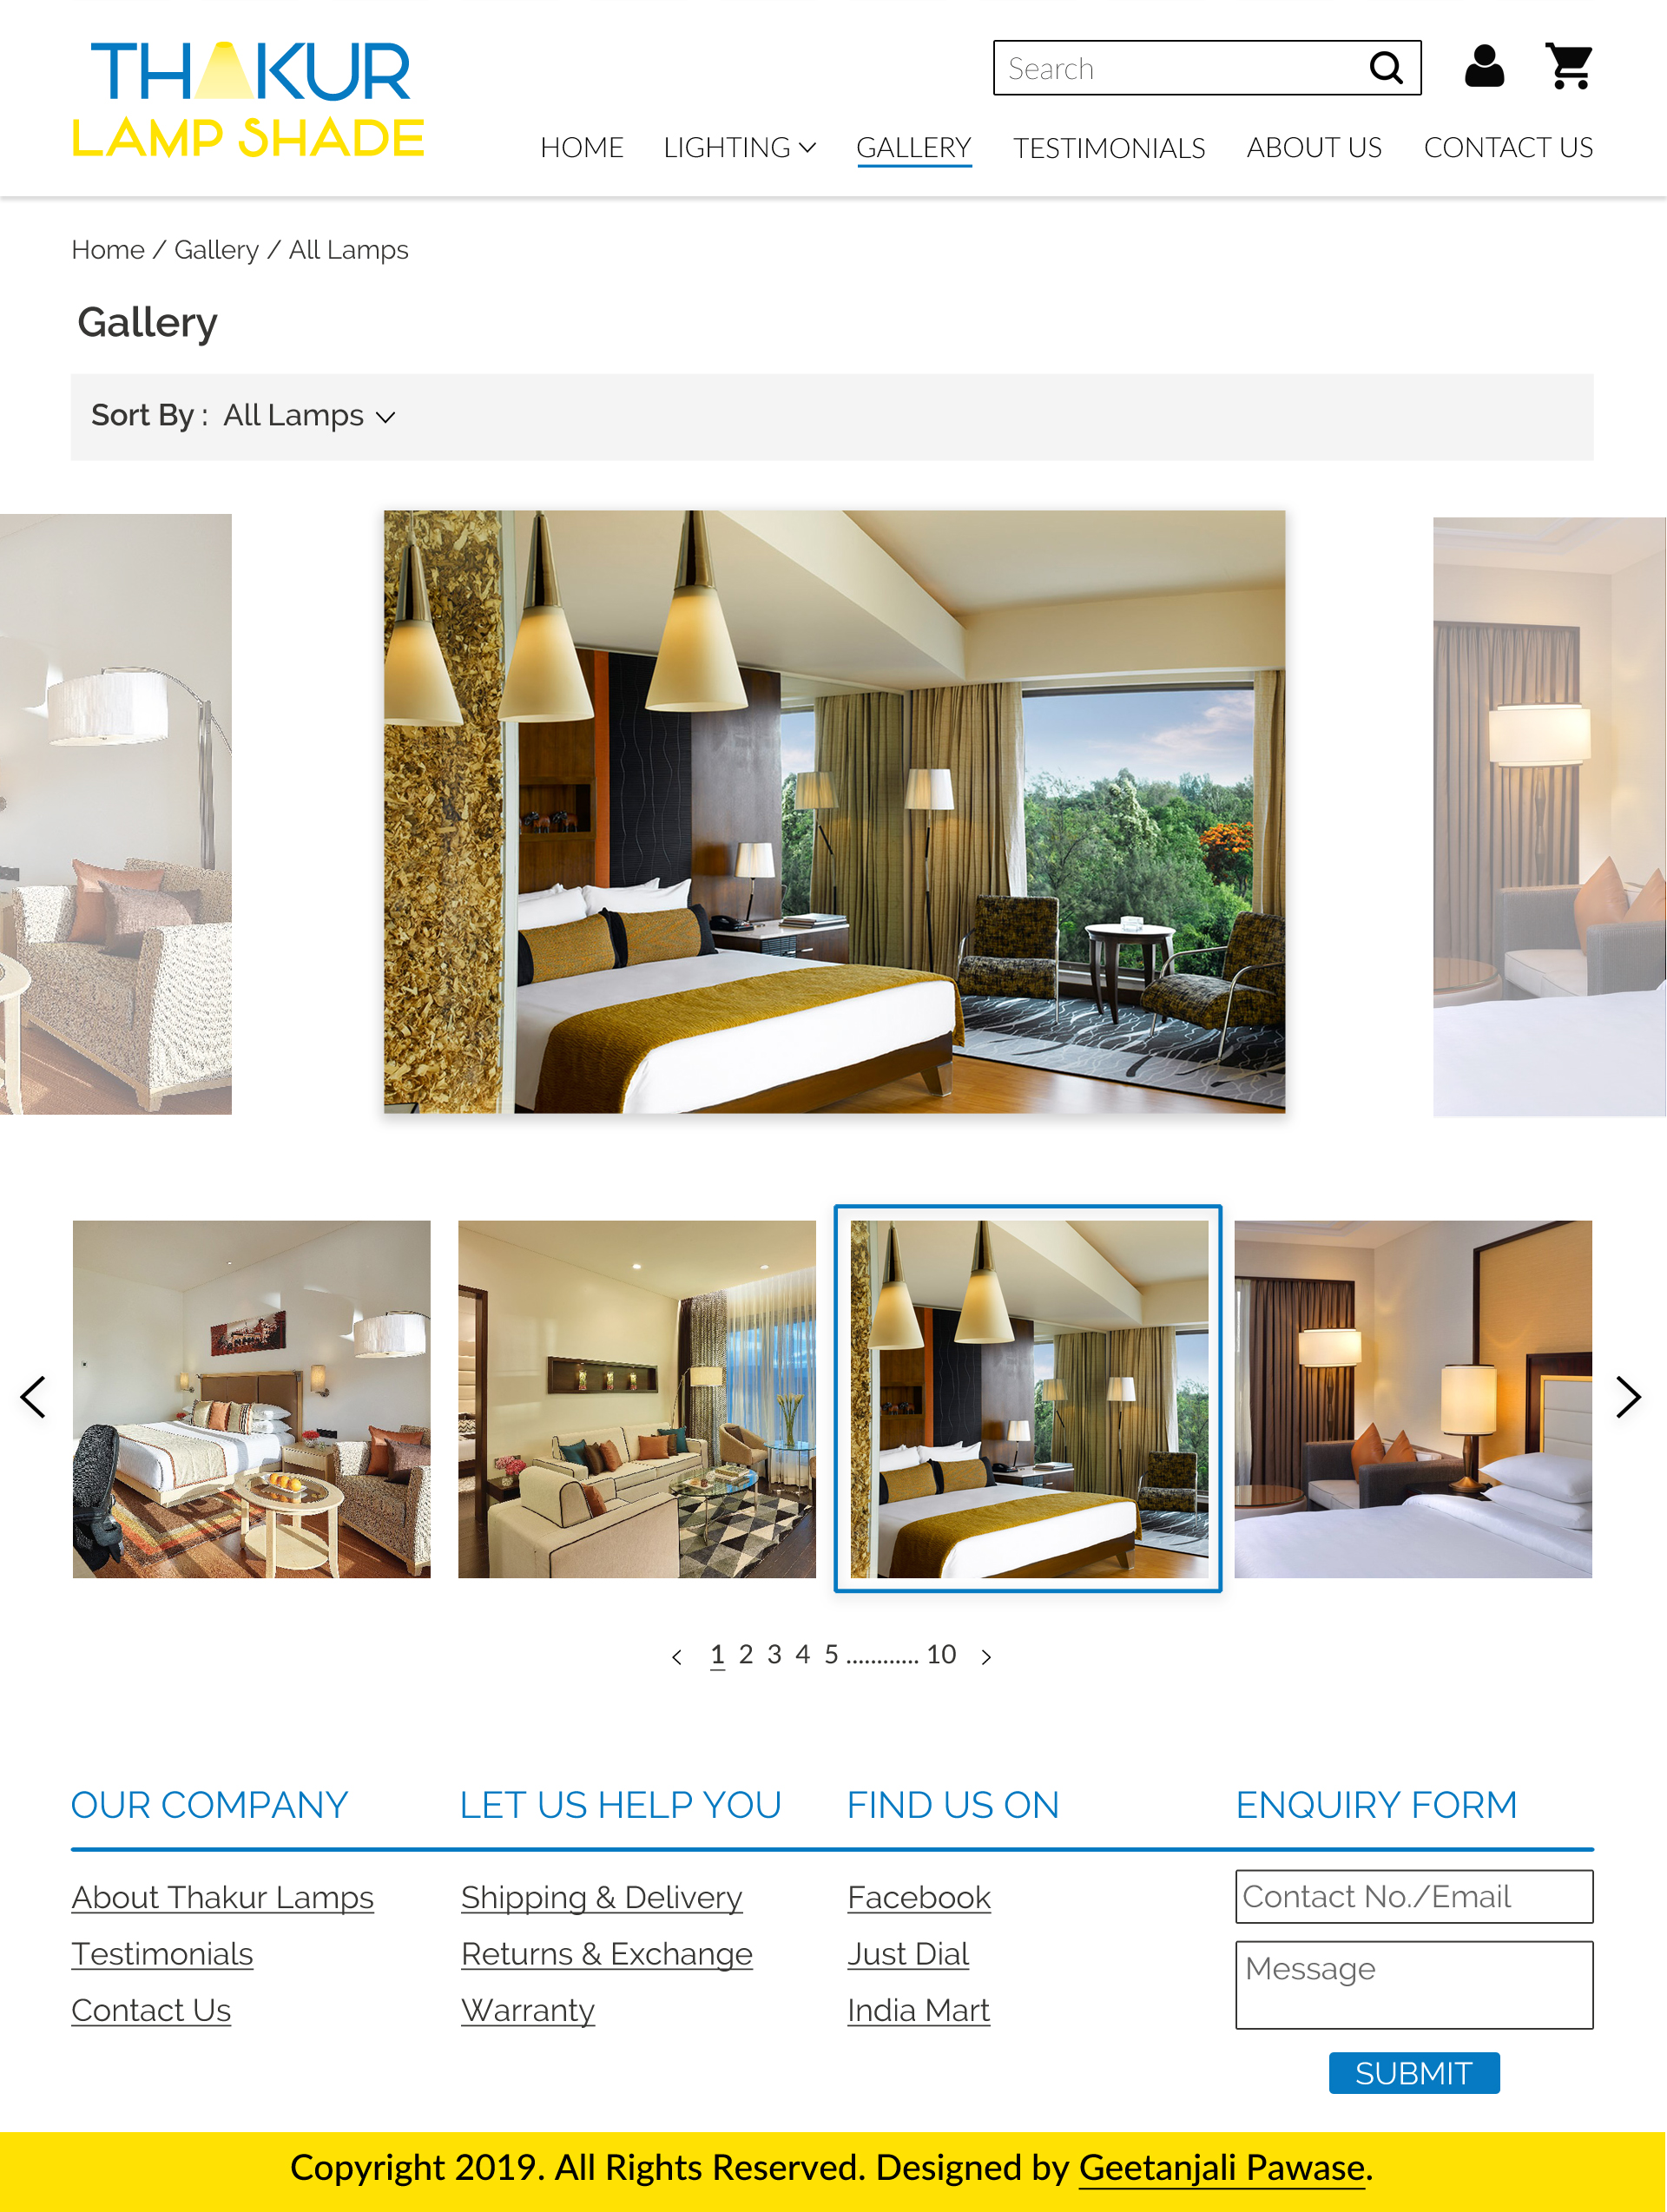 THAKUR
LAMP SHADE
Search
HOME LIGHTING GALLERY TESTIMONIALS ABOUT US CONTACT US
Home / Gallery / All Lamps
Gallery
Sort By : All Lamps
< 1 2 3 4 5 ............ 10 >
OUR COMPANY LET US HELP YOU FIND US ON ENQUIRY FORM
About Thakur Lamps Shipping & Delivery Facebook Contact No./Email
Testimonials Returns & Exchange Just Dial Message
Contact Us Warranty India Mart
SUBMIT
Copyright 2019. All Rights Reserved. Designed by Geetanjali Pawase.